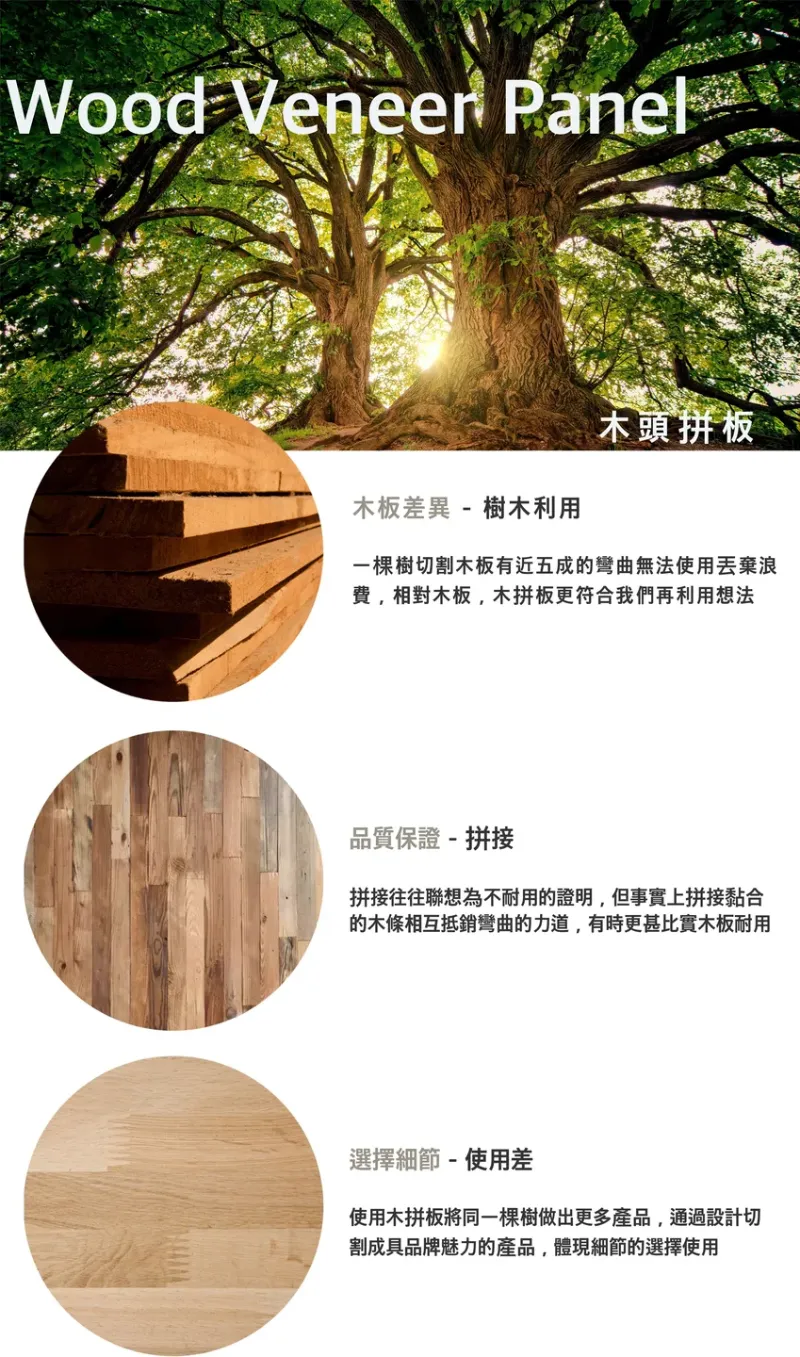 Wood Veneer Panel
木頭拼板
木板差異 - 樹木利用
一棵樹切割木板有近五成的彎曲無法使用丟棄浪
費，相對木板，木拼板更符合我們再利用想法
品質保證 - 拼接
拼接往往聯想為不耐用的證明，但事實上拼接黏合
的木條相互抵銷彎曲的力道，有時更甚比實木板耐用
選擇細節 - 使用差
使用木拼板將同一棵樹做出更多產品，通過設計切
割成具品牌魅力的產品，體現細節的選擇使用